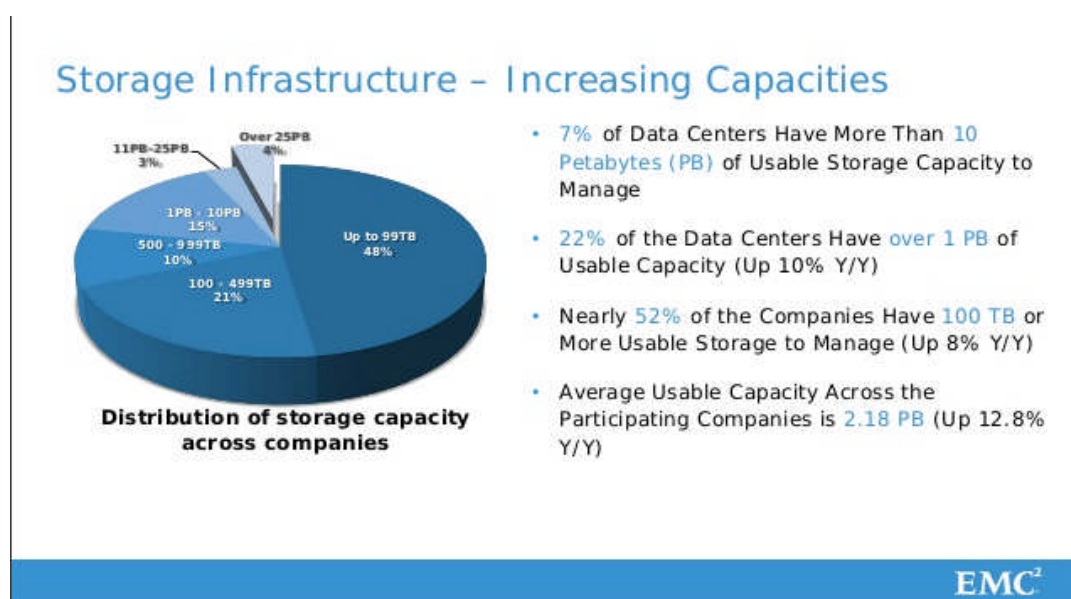 Storage Infrastructure – Increasing Capacities
Over 25PB
4%
11PB-25PB
3%
1PB - 10PB
15%
500 - 999TB
10%
100 - 499TB
21%
Up to 99TB
48%
Distribution of storage capacity
across companies
• 7% of Data Centers Have More Than 10
Petabytes (PB) of Usable Storage Capacity to
Manage
• 22% of the Data Centers Have over 1 PB of
Usable Capacity (Up 10% Y/Y)
• Nearly 52% of the Companies Have 100 TB or
More Usable Storage to Manage (Up 8% Y/Y)
• Average Usable Capacity Across the
Participating Companies is 2.18 PB (Up 12.8%
Y/Y)
EMC²